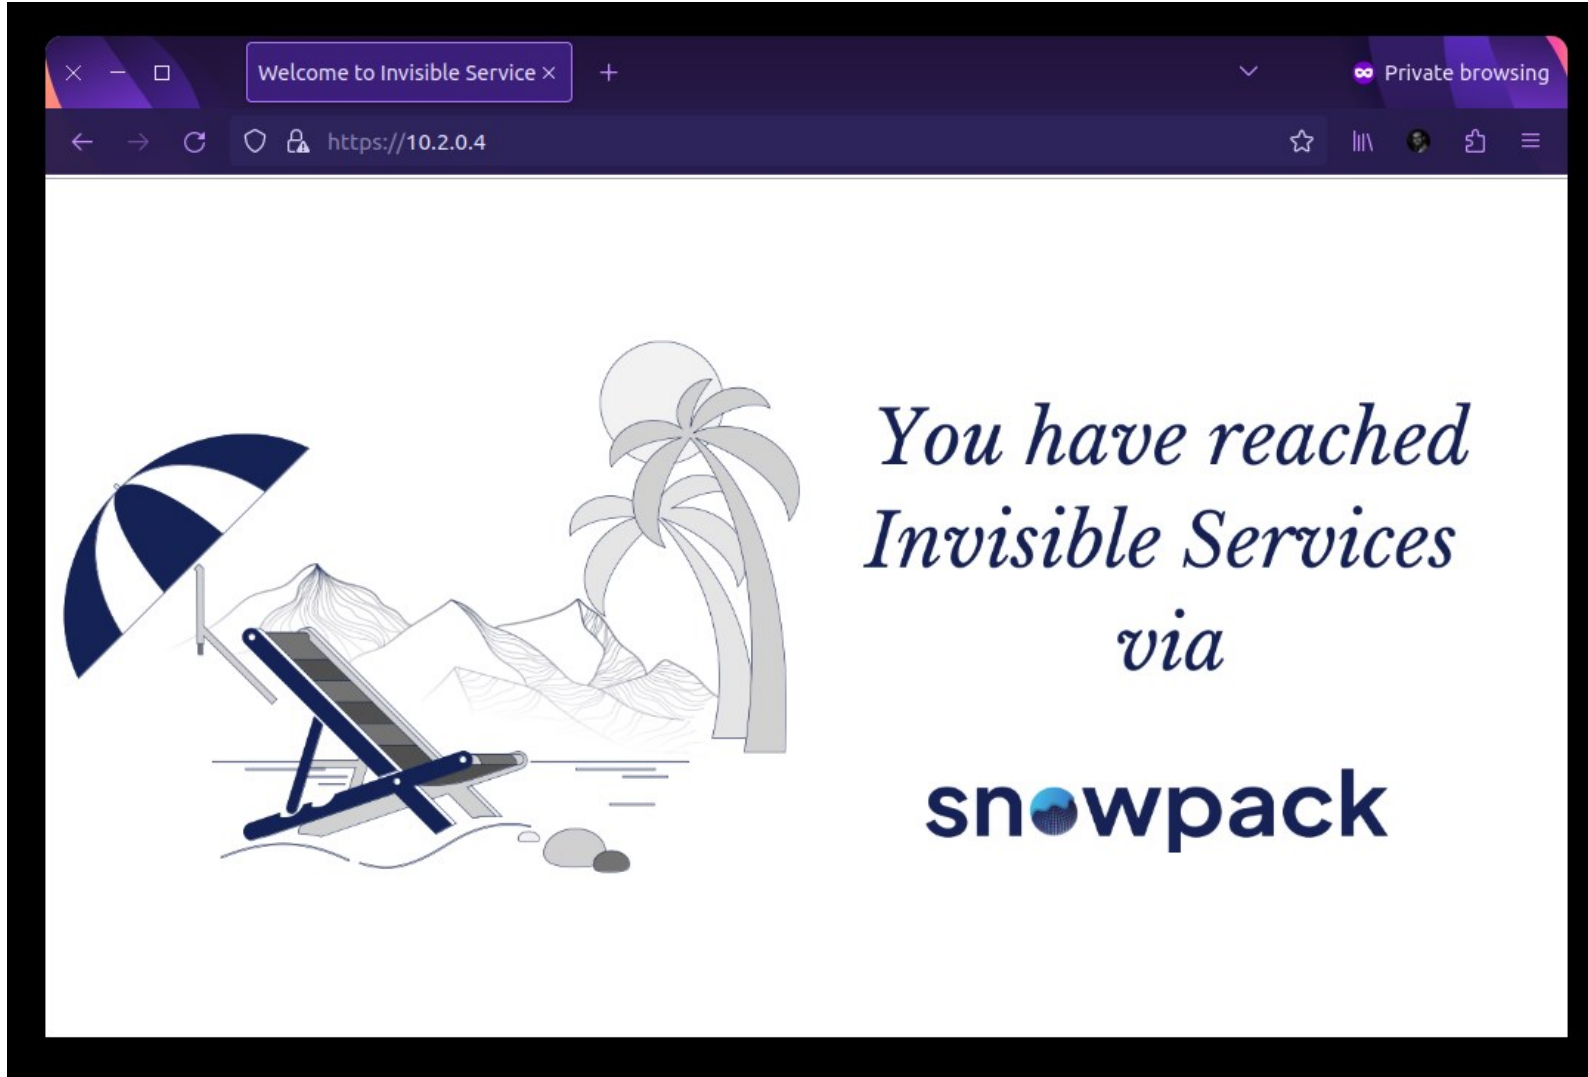 Welcome to Invisible Service
Private browsing
https://10.2.0.4
You have reached
Invisible Services
via
snowpack